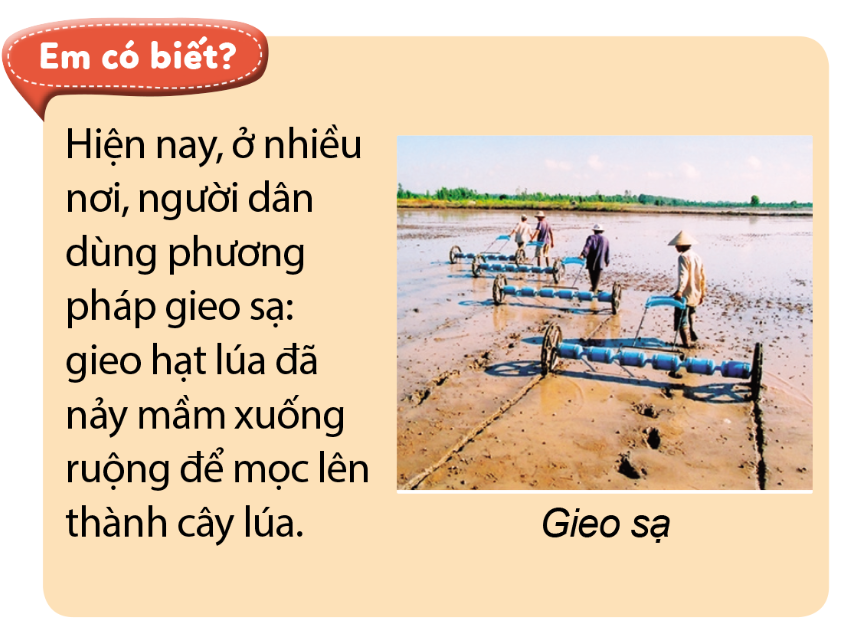 Em có biết?
Hiện nay, ở nhiều
nơi, người dân
dùng phương
pháp gieo sạ:
gieo hạt lúa đã
nảy mầm xuống
ruộng để mọc lên
thành cây lúa.
Gieo sạ